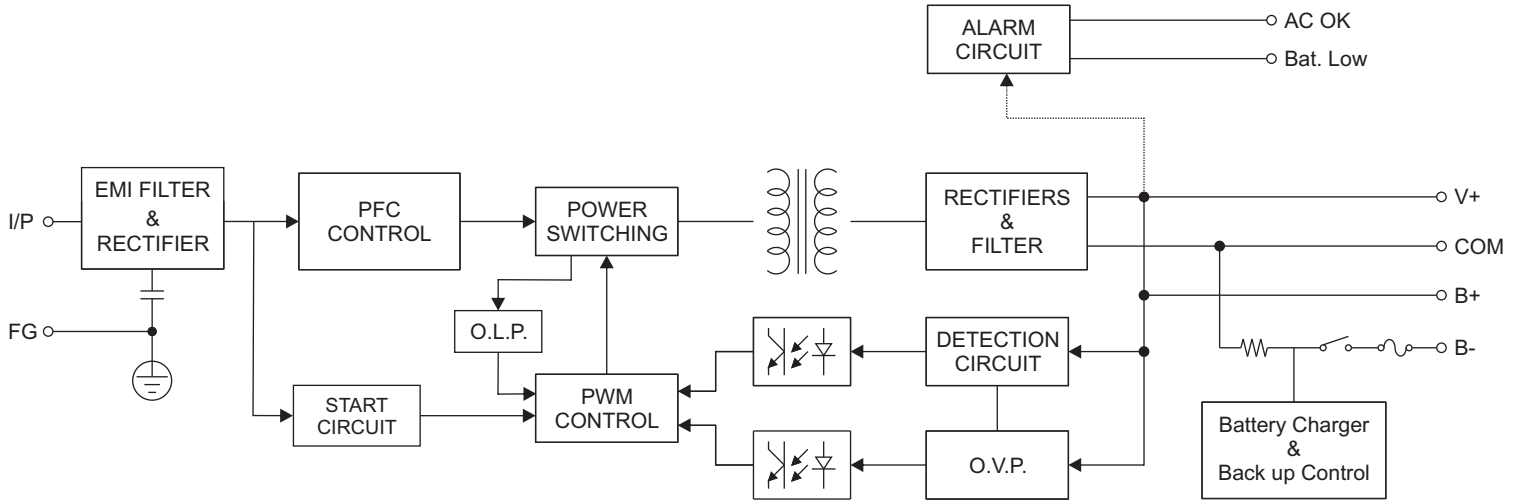 ALARM
CIRCUIT
AC OK
Bat. Low
I/P
EMI FILTER
&
RECTIFIER
PFC
CONTROL
POWER
SWITCHING
RECTIFIERS
&
FILTER
V+
COM
B+
B-
FG
O.L.P.
DETECTION
CIRCUIT
START
CIRCUIT
PWM
CONTROL
O.V.P.
Battery Charger
&
Back up Control